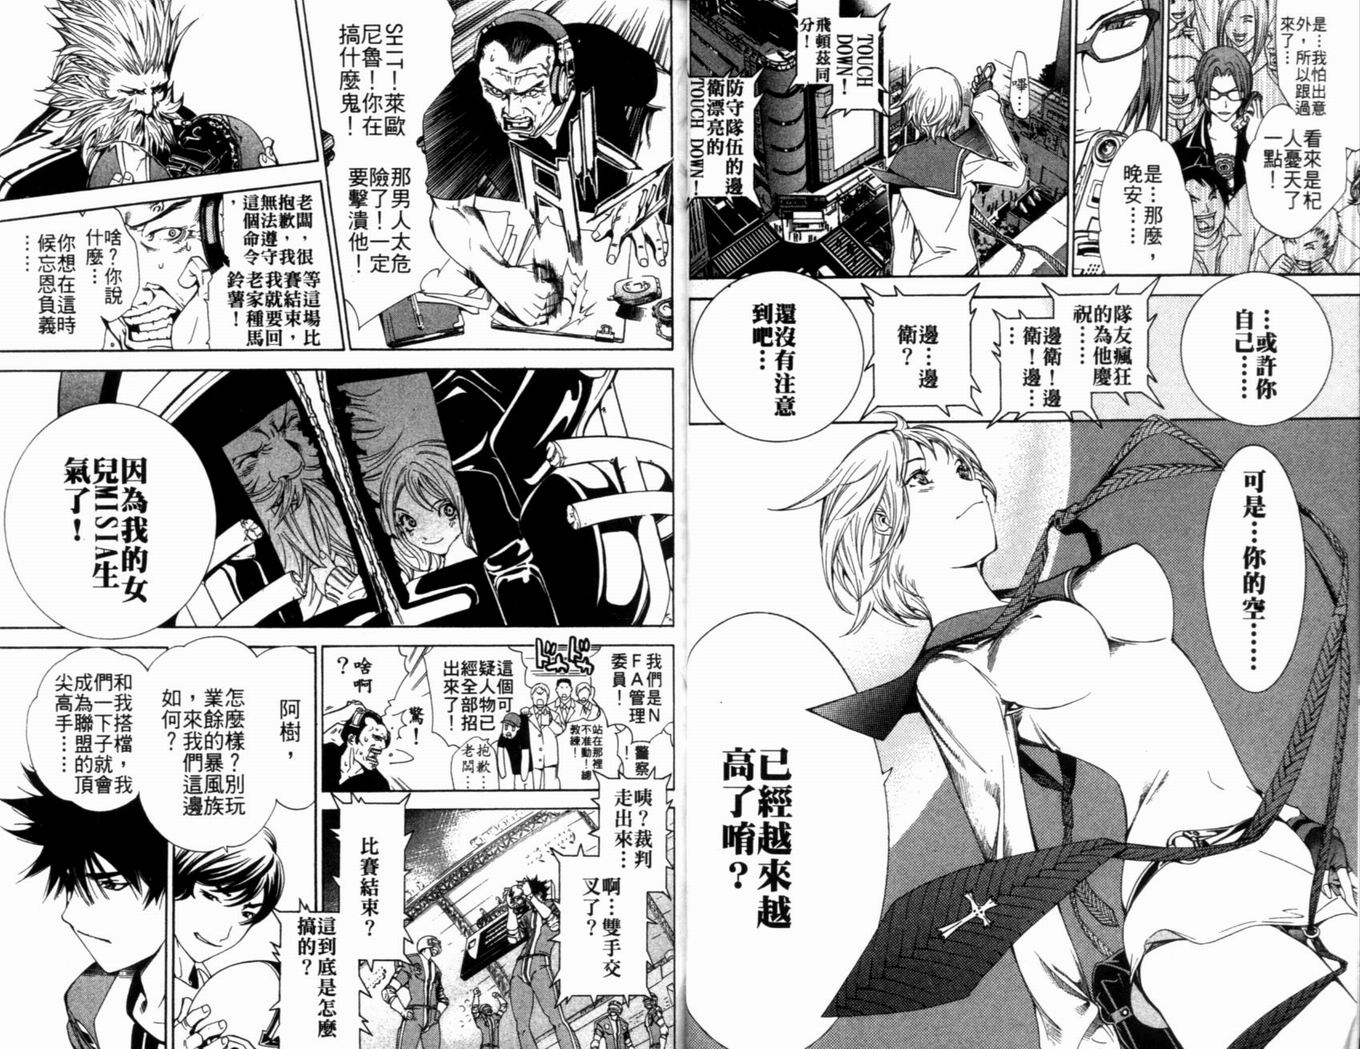 是…我怕出意
外，所以跟過
來了…
看來是杞
人憂天了
一點！
是…那麼，
晚安……
嗶…
TOUCH
DOWN！
飛頓茲同
分！
防守隊伍的邊
衛漂亮的
TOUCH DOWN！
…或許你
自己……
隊友瘋狂
的為他慶
祝……
邊衛！邊
衛！邊…
…
邊…邊
衛？
還沒有注意
到吧…
可是…你的空……
已經越來越
高了唷？
SHIT！萊歐
尼魯！你在
搞什麼鬼！
那男人太危
險了！一定
要擊潰他！
老闆，很
抱歉，我
無法遵守
這個命令
，
等這場比
賽結束，
我就要回
老家種馬
鈴薯！
啥？你說
什麼…
你想在這時
候忘恩負義
因為我的女
兒MISIA生
氣了！
我們是N
FA管理
委員！
警察
！
站在那裡
不准動！總
教練！
這個可
疑人物已
經全部招
出來了！
抱歉…
老闆…
驚！
啥啊
？
咦？裁判
走出來…
啊…雙手交
叉了？
比賽結束？
這到底是怎麼
搞的？
阿樹，
怎麼樣？別玩
業餘的暴風族
，來我們這邊
如何？
和我搭檔，我
們一下子就會
成為聯盟的頂
尖高手……